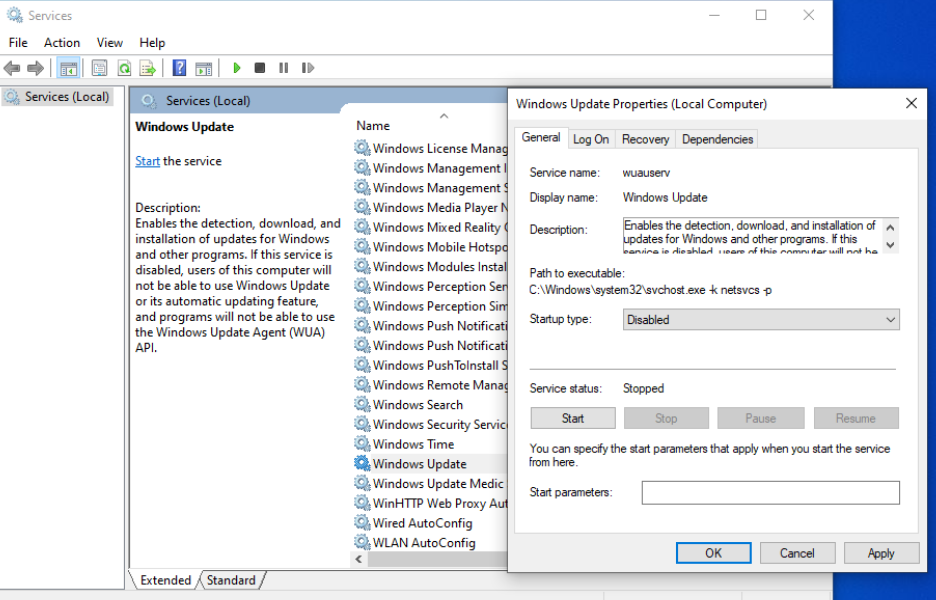 Services
File Action View Help
Services (Local)
Services (Local)
Windows Update
Start the service
Description:
Enables the detection, download, and
installation of updates for Windows
and other programs. If this service is
disabled, users of this computer will
not be able to use Windows Update
or its automatic updating feature,
and programs will not be able to use
the Windows Update Agent (WUA)
API.
Name
Windows License Manag
Windows Management I
Windows Management S
Windows Media Player N
Windows Mixed Reality
Windows Mobile Hotspo
Windows Modules Instal
Windows Perception Ser
Windows Perception Sim
Windows Push Notificati
Windows Push Notificati
Windows PushToInstall S
Windows Remote Manag
Windows Search
Windows Security Servic
Windows Time
Windows Update
Windows Update Medic
WinHTTP Web Proxy Aut
Wired AutoConfig
WLAN AutoConfig
Extended Standard
Windows Update Properties (Local Computer)
General Log On Recovery Dependencies
Service name: wuauserv
Display name: Windows Update
Description: Enables the detection, download, and installation of
updates for Windows and other programs. If this
service is disabled, users of this computer will not be
Path to executable:
C:\Windows\system32\svchost.exe -k netsvcs -p
Startup type: Disabled
Service status: Stopped
Start Stop Pause Resume
You can specify the start parameters that apply when you start the service
from here.
Start parameters:
OK Cancel Apply